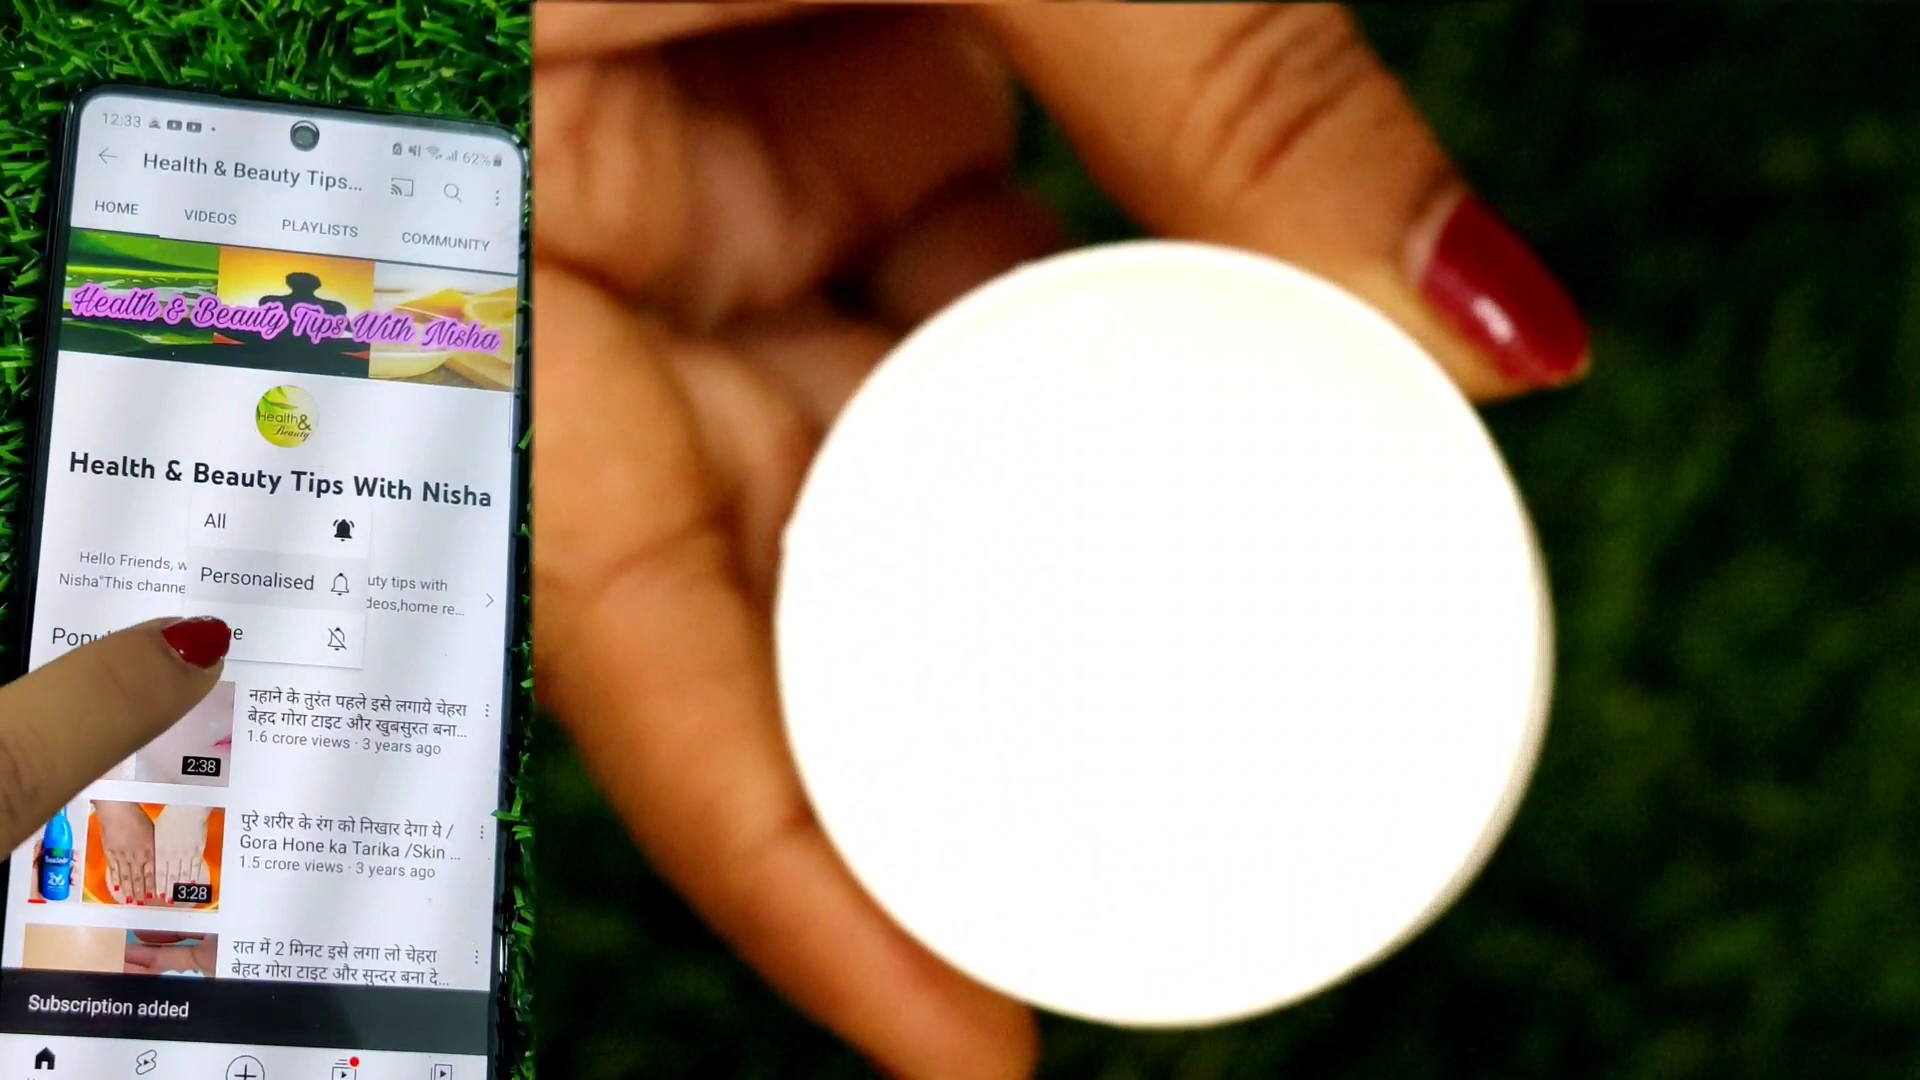 12:33
62%
Health & Beauty Tips...
HOME VIDEOS PLAYLISTS COMMUNITY
Health & Beauty Tips With Nisha
Health &
Beauty
Health & Beauty Tips With Nisha
All
Hello Friends,
Personalised
uty tips with
Nisha"This channe
deos,home re...
नहाने के तुरंत पहले इसे लगाये चेहरा
बेहद गोरा टाइट और खुबसुरत बना...
1.6 crore views · 3 years ago
2:38
पुरे शरीर के रंग को निखार देगा ये /
Gora Hone ka Tarika /Skin ...
1.5 crore views · 3 years ago
3:28
रात में 2 मिनट इसे लगा लो चेहरा
बेहद गोरा टाइट और सुन्दर बना दे...
Subscription added